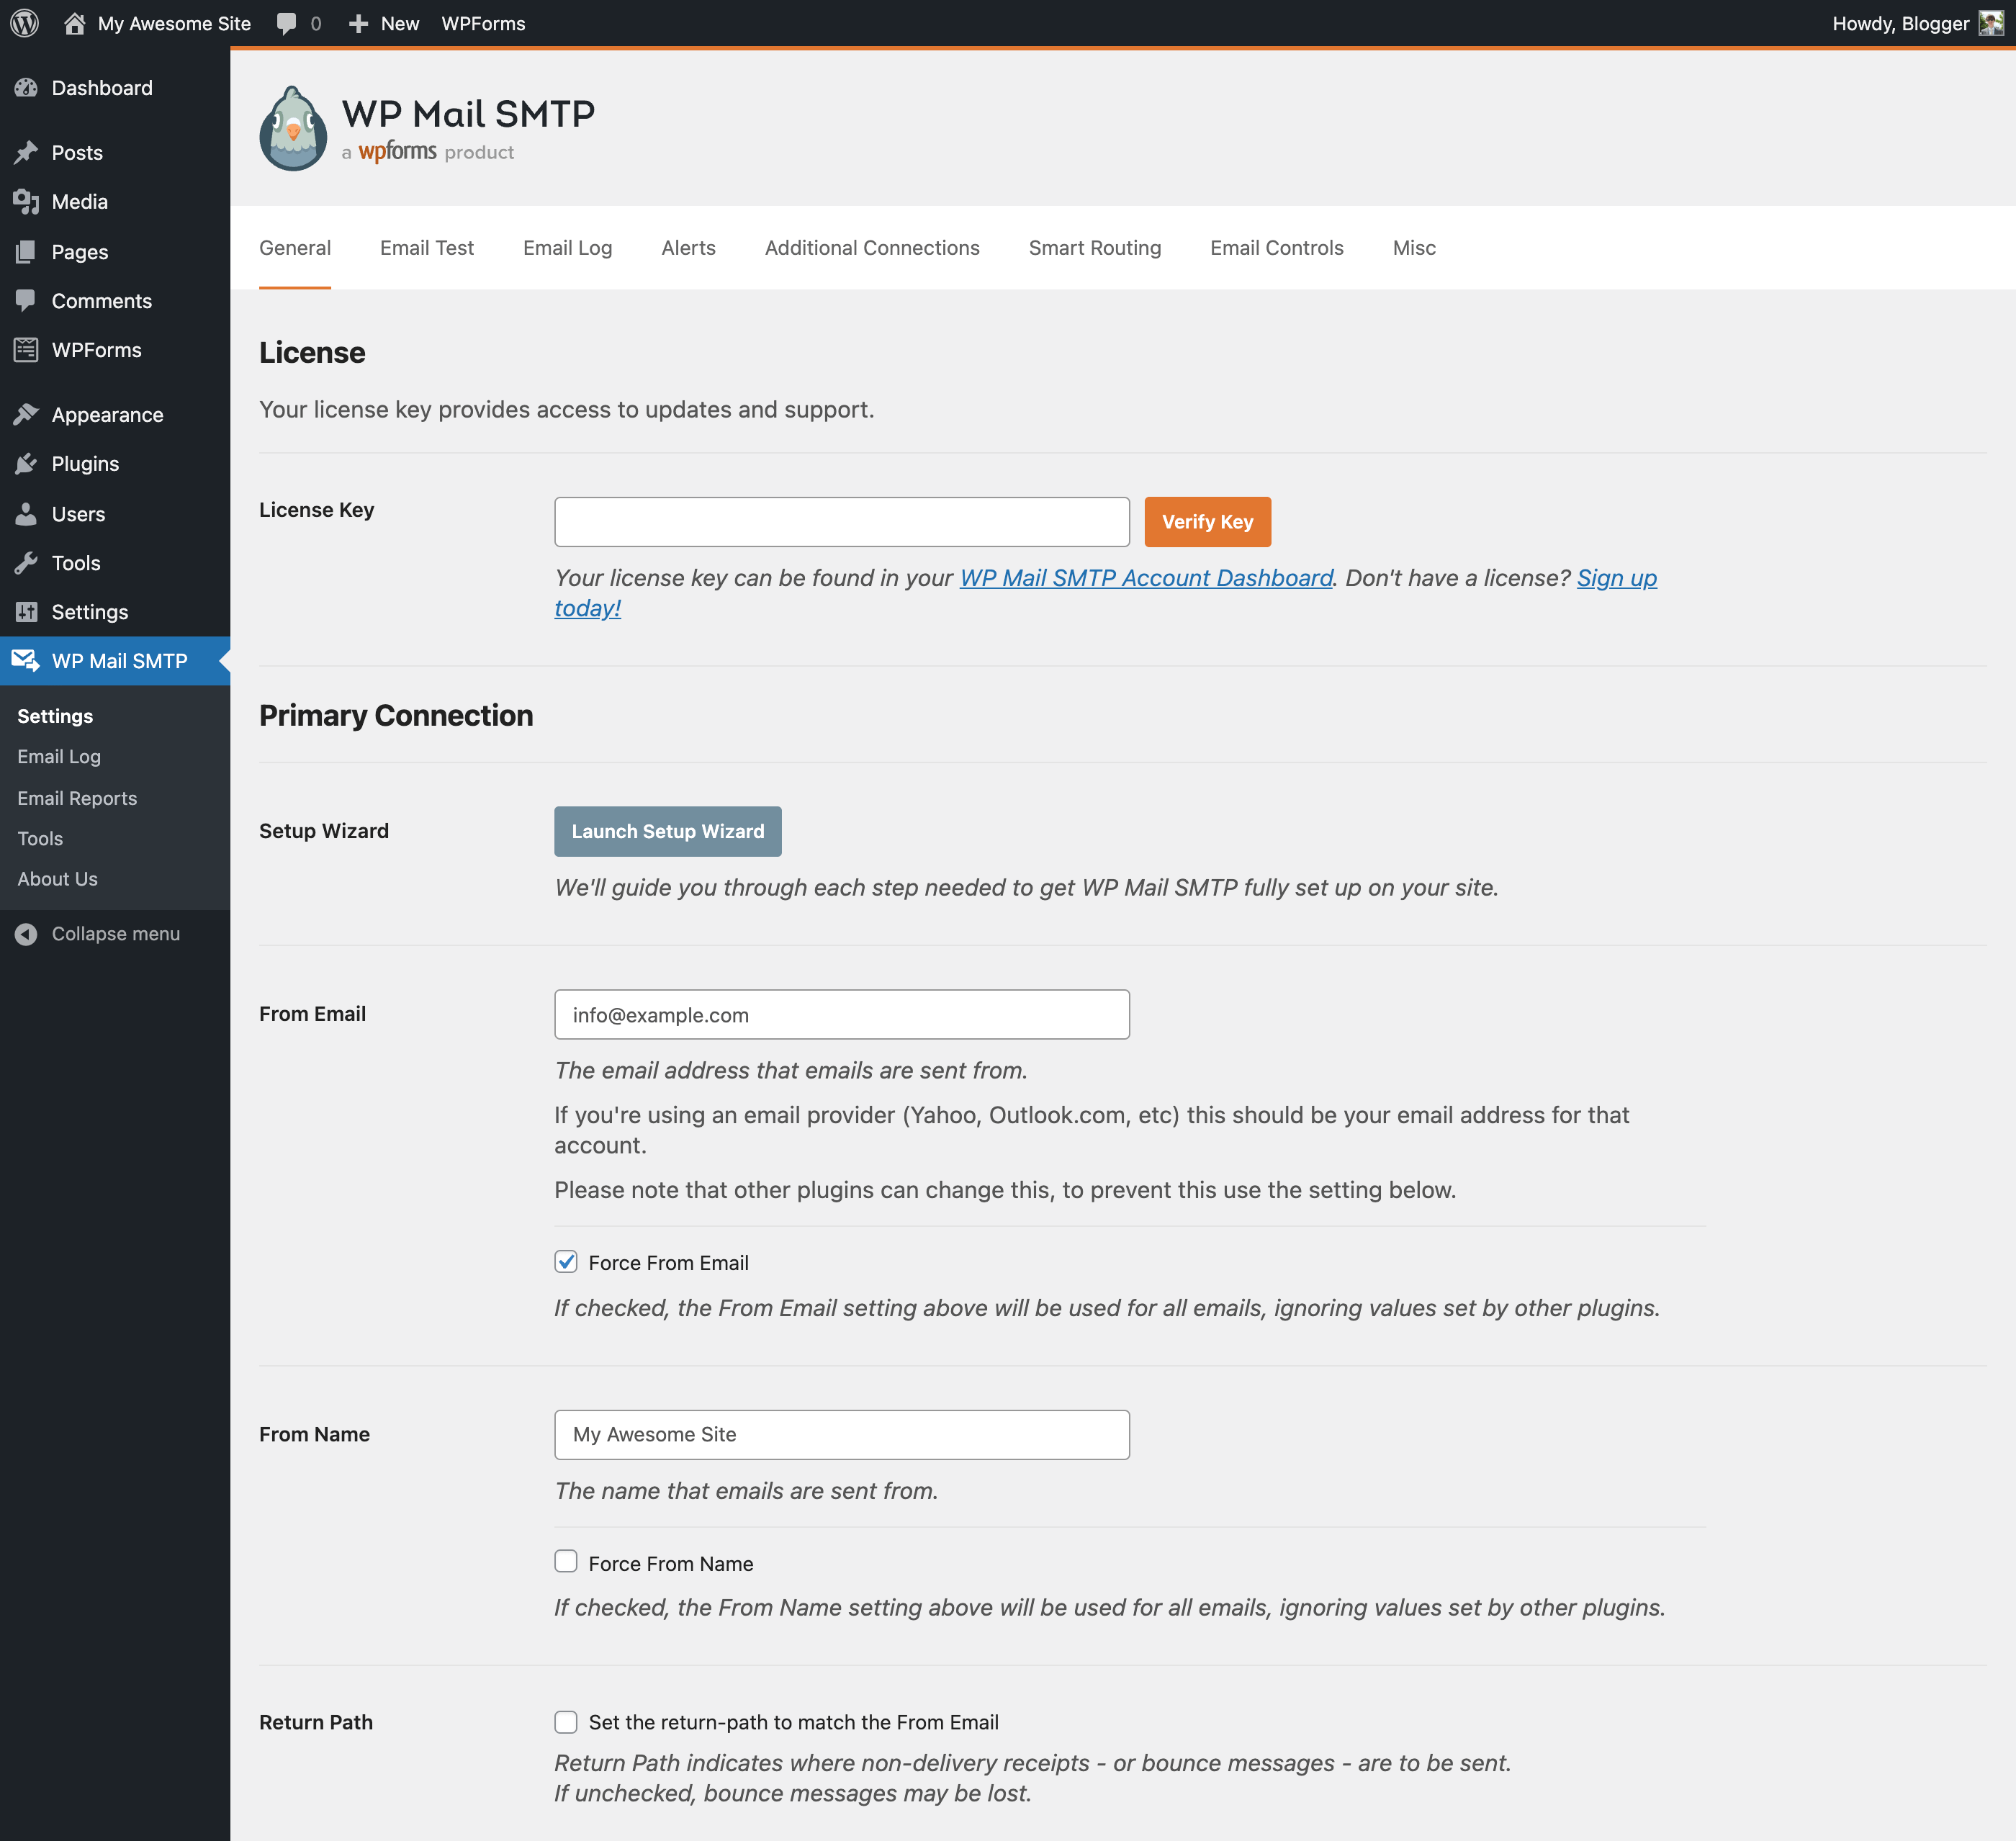 My Awesome Site 0 New WPForms Howdy, Blogger
Dashboard
Posts
Media
Pages
Comments
WPForms
Appearance
Plugins
Users
Tools
Settings
WP Mail SMTP
Settings
Email Log
Email Reports
Tools
About Us
Collapse menu
WP Mail SMTP
a wpforms product
General Email Test Email Log Alerts Additional Connections Smart Routing Email Controls Misc
License
Your license key provides access to updates and support.
License Key
Verify Key
Your license key can be found in your WP Mail SMTP Account Dashboard. Don't have a license? Sign up
today!
Primary Connection
Setup Wizard
Launch Setup Wizard
We'll guide you through each step needed to get WP Mail SMTP fully set up on your site.
From Email
info@example.com
The email address that emails are sent from.
If you're using an email provider (Yahoo, Outlook.com, etc) this should be your email address for that
account.
Please note that other plugins can change this, to prevent this use the setting below.
Force From Email
If checked, the From Email setting above will be used for all emails, ignoring values set by other plugins.
From Name
My Awesome Site
The name that emails are sent from.
Force From Name
If checked, the From Name setting above will be used for all emails, ignoring values set by other plugins.
Return Path
Set the return-path to match the From Email
Return Path indicates where non-delivery receipts - or bounce messages - are to be sent.
If unchecked, bounce messages may be lost.